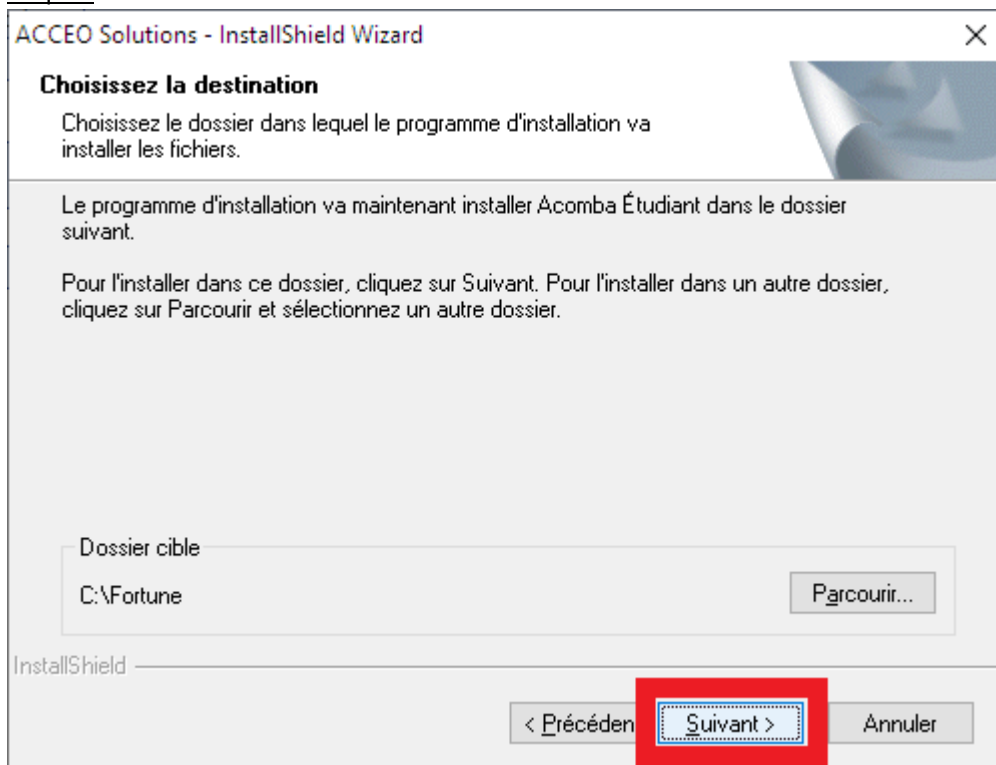 ACCEO Solutions - InstallShield Wizard
Choisissez la destination
Choisissez le dossier dans lequel le programme d'installation va
installer les fichiers.
Le programme d'installation va maintenant installer Acomba Étudiant dans le dossier
suivant.
Pour l'installer dans ce dossier, cliquez sur Suivant. Pour l'installer dans un autre dossier,
cliquez sur Parcourir et sélectionnez un autre dossier.
Dossier cible
C:\Fortune
Parcourir...
InstallShield
< Précéden
Suivant >
Annuler